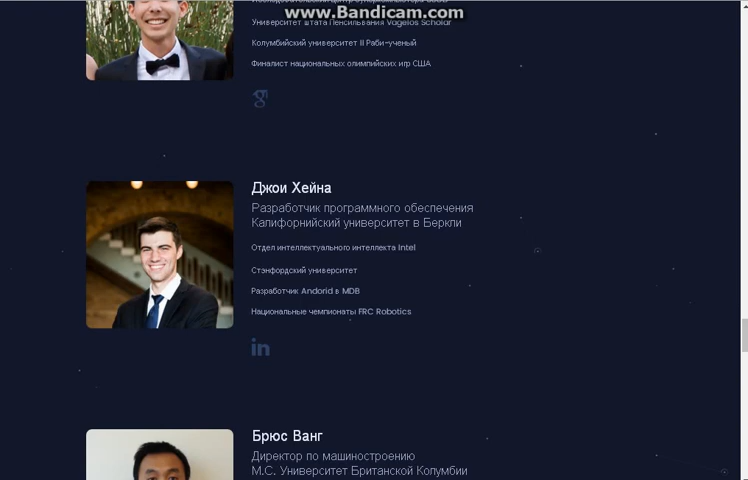 www.Bandicam.com
Университет штата Пенсильвания Vagelos Scholar
Колумбийский университет II Раби-ученый
Финалист национальных олимпийских игр США
Джои Хейна
Разработчик программного обеспечения
Калифорнийский университет в Беркли
Отдел интеллектуального интеллекта Intel
Стэнфордский университет
Разработчик Andorid в MDB
Национальные чемпионаты FRC Robotics
in
Брюс Ванг
Директор по машиностроению
М.С. Университет Британской Колумбии